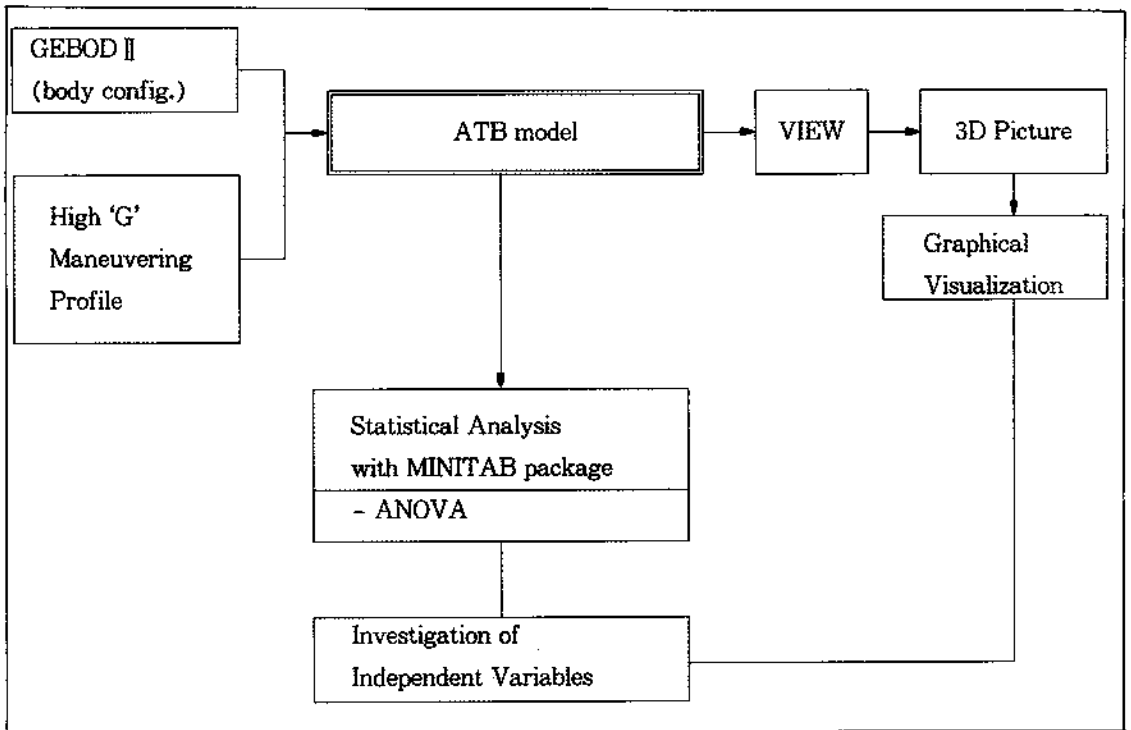 GEBOD Ⅱ
(body config.)
High ‘G’
Maneuvering
Profile
ATB model
VIEW
3D Picture
Graphical
Visualization
Statistical Analysis
with MINITAB package
- ANOVA
Investigation of
Independent Variables